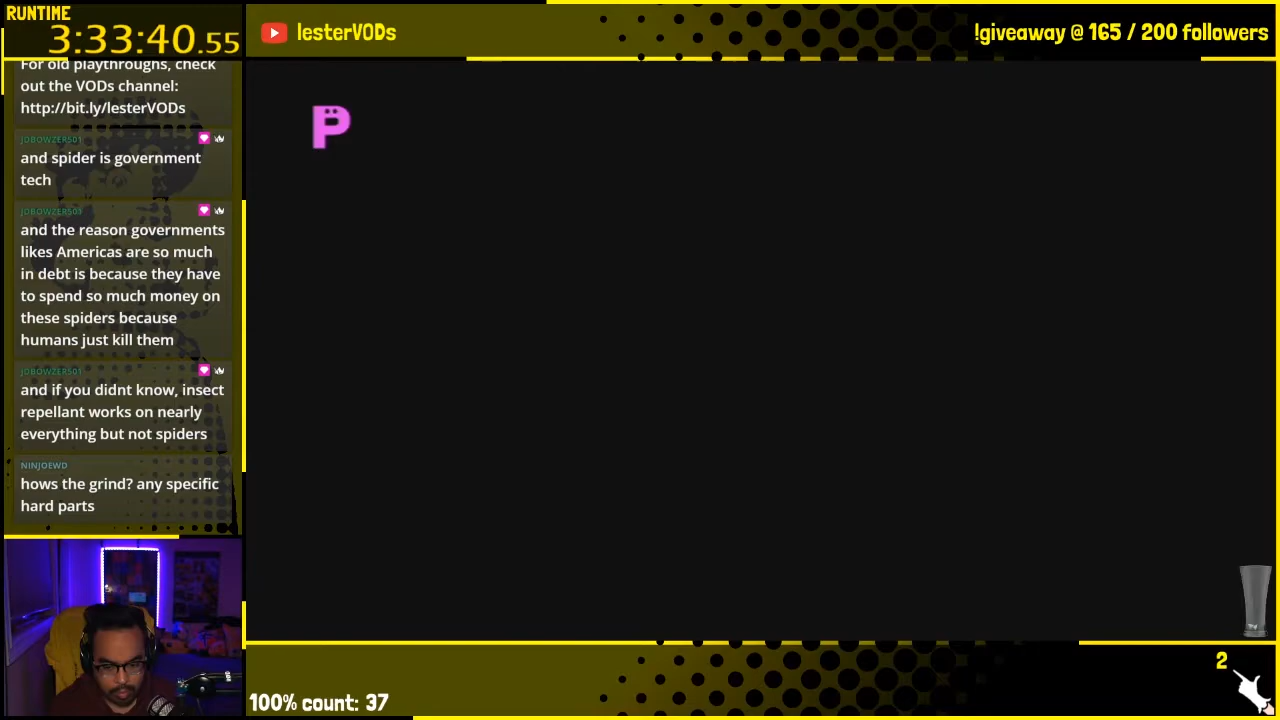 RUNTIME
3:33:40.55
lesterVODs
!giveaway @ 165 / 200 followers
For old playthroughs, check
out the VODs channel:
http://bit.ly/lesterVODs
JOBOWZER501
and spider is government
tech
JOBOWZER501
and the reason governments
likes Americas are so much
in debt is because they have
to spend so much money on
these spiders because
humans just kill them
JOBOWZER501
and if you didnt know, insect
repellant works on nearly
everything but not spiders
NINJOEWD
hows the grind? any specific
hard parts
P
2
100% count: 37